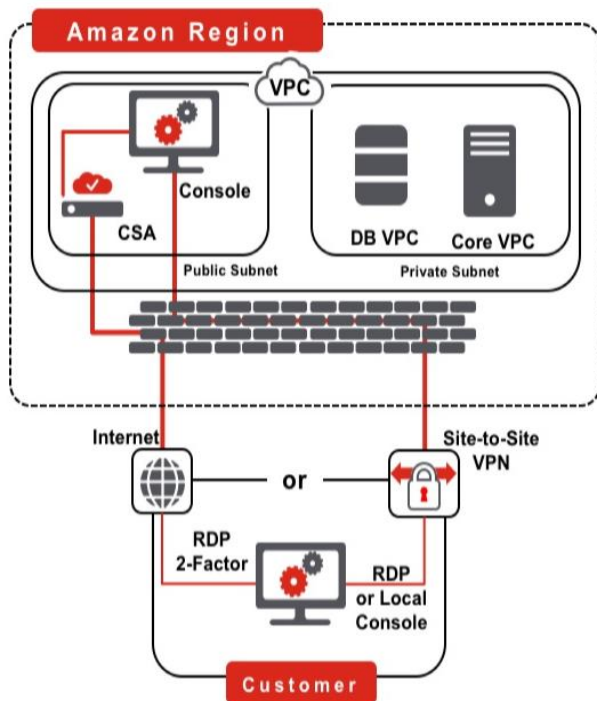 Amazon Region
VPC
Console
CSA
Public Subnet
DB VPC
Core VPC
Private Subnet
Internet
or
Site-to-Site
VPN
RDP
2-Factor
RDP
or Local
Console
Customer